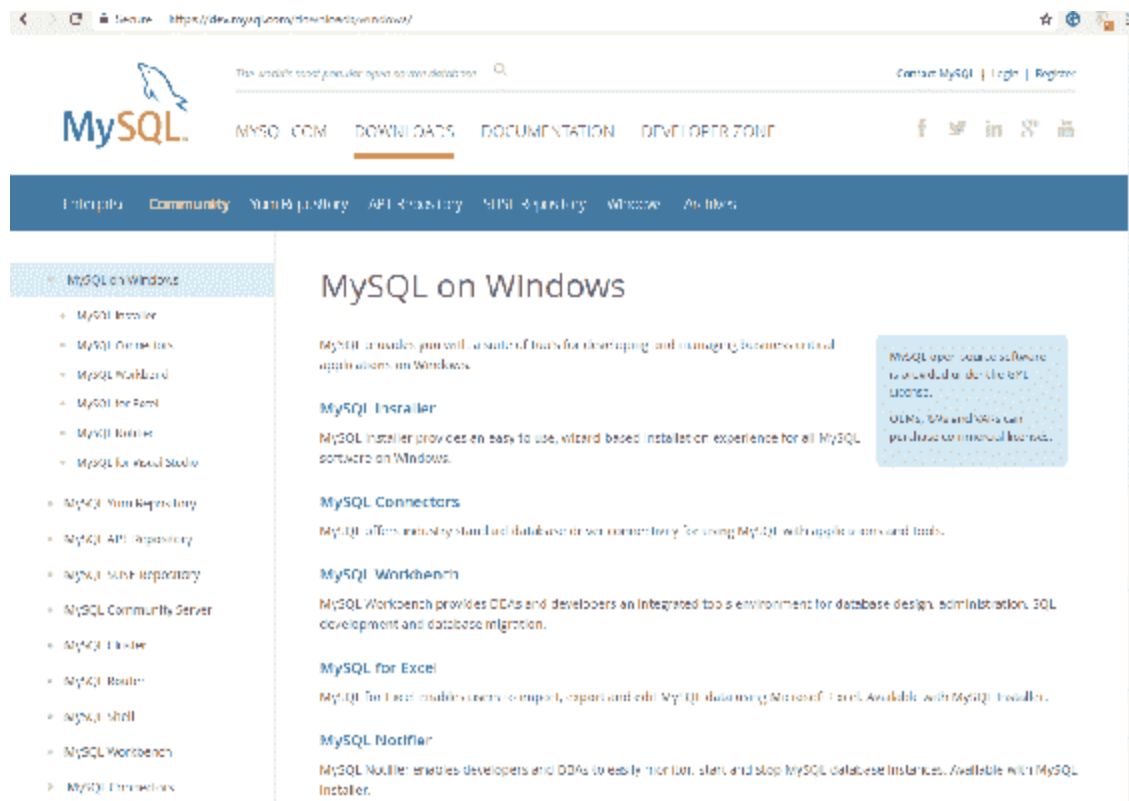 Secure https://dev.mysql.com/downloads/windows/
The world's most popular open source database
Contact MySQL | Login | Register
MySQL
MYSQL.COM DOWNLOADS DOCUMENTATION DEVELOPER ZONE
Enterprise Community Yum Repository APT Repository SUSE Repository Windows Archives
MySQL on Windows
MySQL Installer
MySQL Connectors
MySQL Workbench
MySQL for Excel
MySQL Notifier
MySQL for Visual Studio
MySQL Yum Repository
MySQL APT Repository
MySQL SUSE Repository
MySQL Community Server
MySQL Cluster
MySQL Router
MySQL Shell
MySQL Workbench
MySQL Connectors
MySQL on Windows
MySQL provides you with a suite of tools for developing and managing business critical
applications on Windows.
MySQL open source software
is provided under the GPL
License.
OEMs, ISVs and VARs can
purchase commercial licenses.
MySQL Installer
MySQL Installer provides an easy to use, wizard-based installation experience for all MySQL
software on Windows.
MySQL Connectors
MySQL offers industry standard database driver connectivity for using MySQL with applications and tools.
MySQL Workbench
MySQL Workbench provides DBAs and developers an integrated tools environment for database design, administration, SQL
development and database migration.
MySQL for Excel
MySQL for Excel enables users to import, export and edit MySQL data using Microsoft Excel. Available with MySQL Installer.
MySQL Notifier
MySQL Notifier enables developers and DBAs to easily monitor, start and stop MySQL database instances. Available with MySQL
Installer.